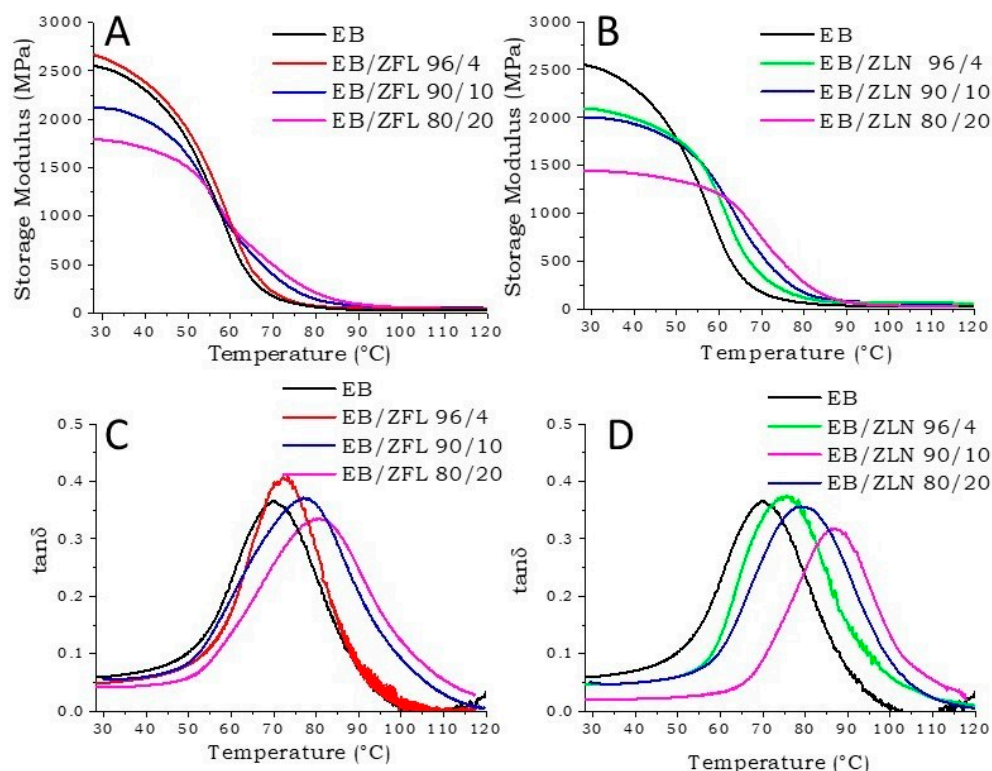 A
EB
EB/ZFL 96/4
EB/ZFL 90/10
EB/ZFL 80/20
Storage Modulus (MPa)
3000
2500
2000
1500
1000
500
0
30 40 50 60 70 80 90 100 110 120
Temperature (°C)
B
EB
EB/ZLN 96/4
EB/ZLN 90/10
EB/ZLN 80/20
Storage Modulus (MPa)
3000
2500
2000
1500
1000
500
0
30 40 50 60 70 80 90 100 110 120
Temperature (°C)
C
EB
EB/ZFL 96/4
EB/ZFL 90/10
EB/ZFL 80/20
tanδ
0.5
0.4
0.3
0.2
0.1
0.0
30 40 50 60 70 80 90 100 110 120
Temperature (°C)
D
EB
EB/ZLN 96/4
EB/ZLN 90/10
EB/ZLN 80/20
tanδ
0.5
0.4
0.3
0.2
0.1
0.0
30 40 50 60 70 80 90 100 110 120
Temperature (°C)